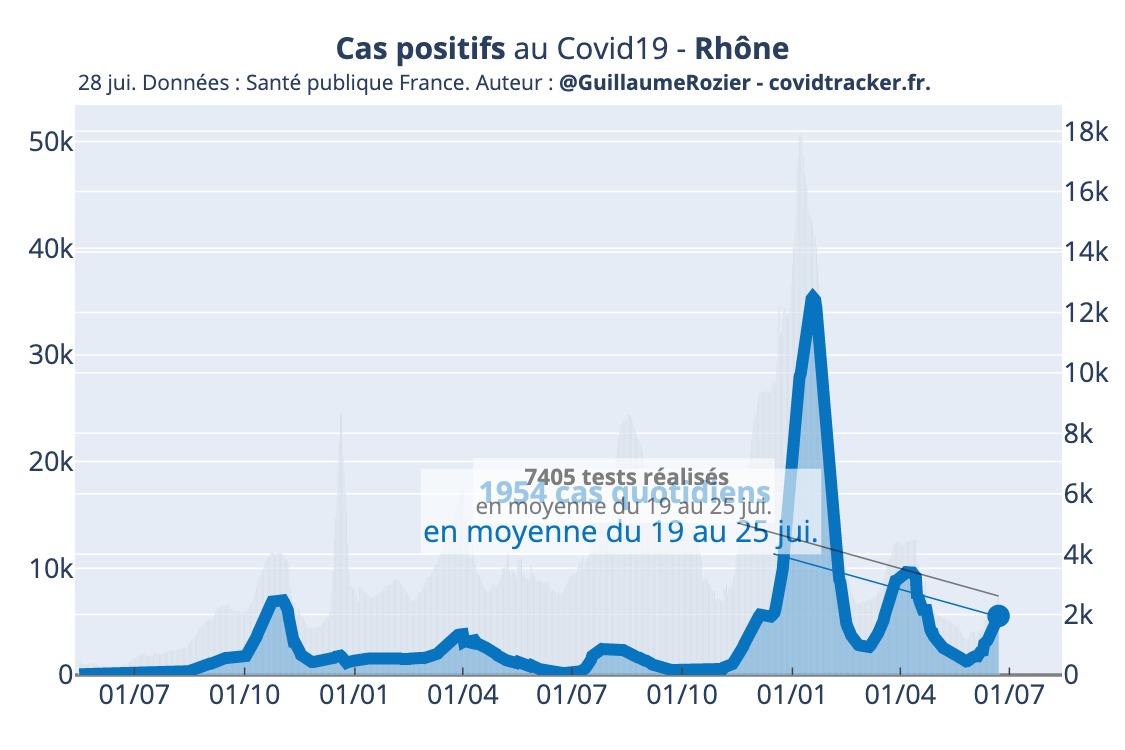 Cas positifs au Covid19 - Rhône
28 jui. Données : Santé publique France. Auteur : @GuillaumeRozier - covidtracker.fr.
50k
40k
30k
20k
10k
0
18k
16k
14k
12k
10k
8k
6k
4k
2k
0
7405 tests réalisés
en moyenne du 19 au 25 jui.
1954 cas quotidiens
en moyenne du 19 au 25 jui.
01/07 01/10 01/01 01/04 01/07 01/10 01/01 01/04 01/07